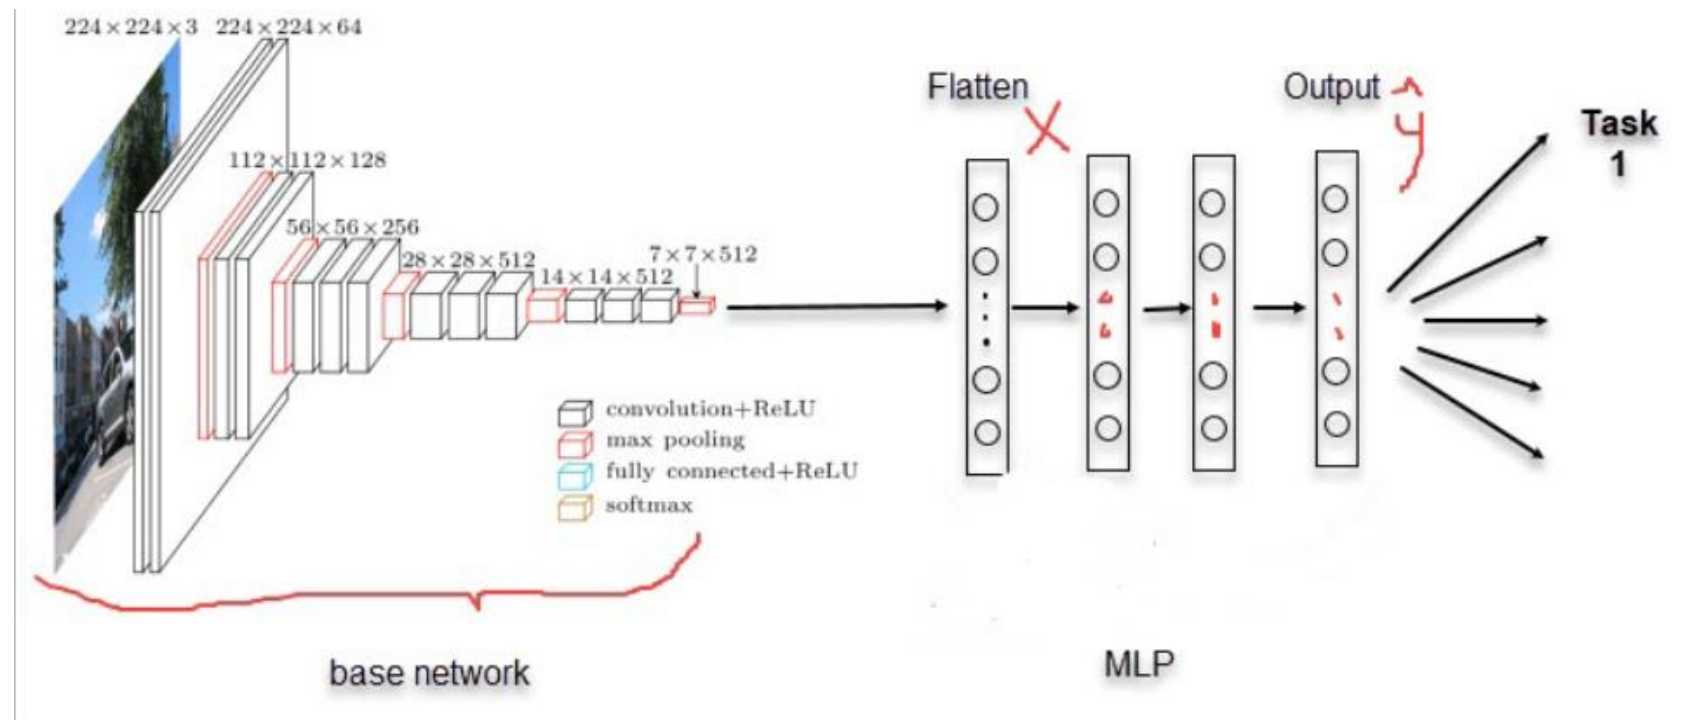 224×224×3 224×224×64
112×112×128
56×56×256
28×28×512
14×14×512
7×7×512
convolution+ReLU
max pooling
fully connected+ReLU
softmax
base network
Flatten X
Output ŷ
Task
1
MLP